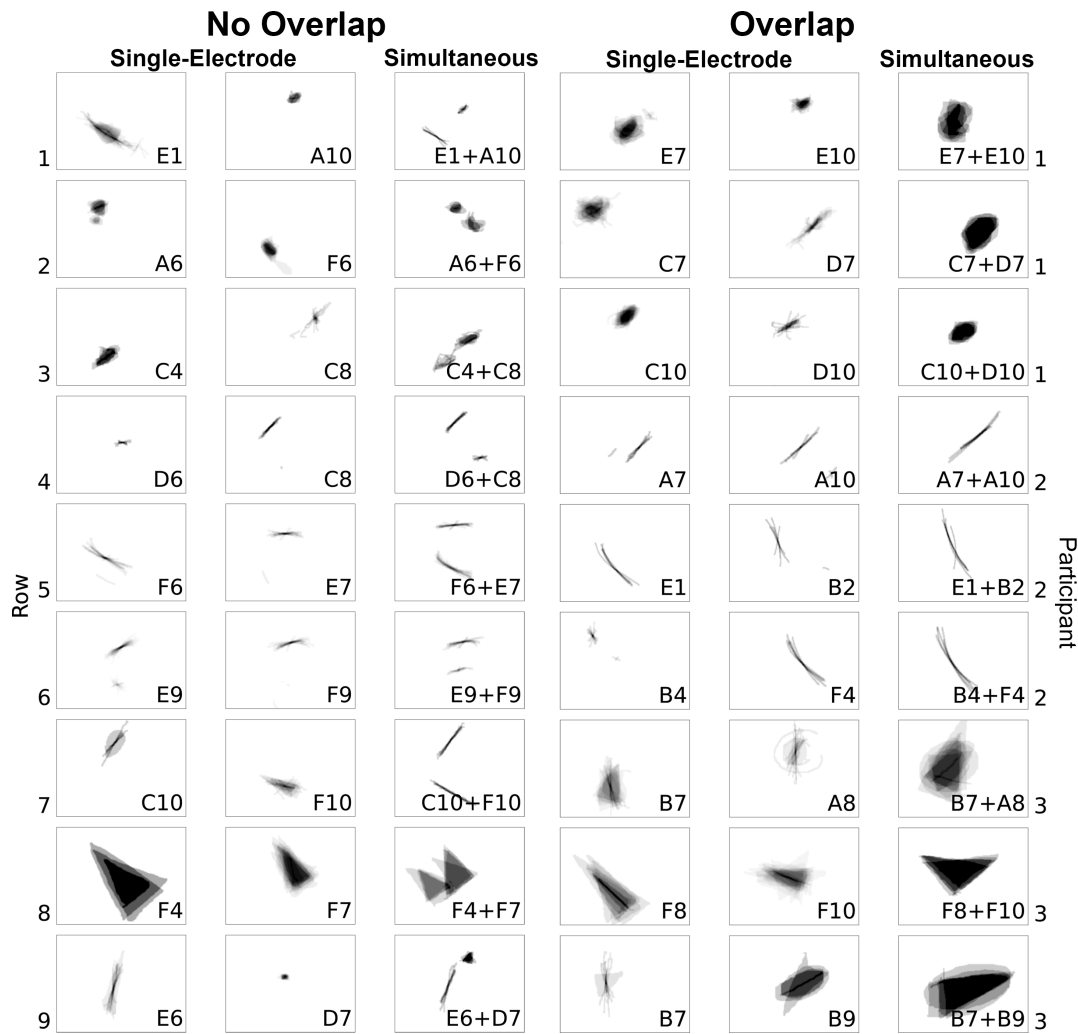 No Overlap Overlap
Single-Electrode Simultaneous Single-Electrode Simultaneous
1 E1 A10 E1+A10 E7 E10 E7+E10 1
2 A6 F6 A6+F6 C7 D7 C7+D7 1
3 C4 C8 C4+C8 C10 D10 C10+D10 1
4 D6 C8 D6+C8 A7 A10 A7+A10 2
5 F6 E7 F6+E7 E1 B2 E1+B2 2
Row
Participant
6 E9 F9 E9+F9 B4 F4 B4+F4 2
7 C10 F10 C10+F10 B7 A8 B7+A8 3
8 F4 F7 F4+F7 F8 F10 F8+F10 3
9 E6 D7 E6+D7 B7 B9 B7+B9 3